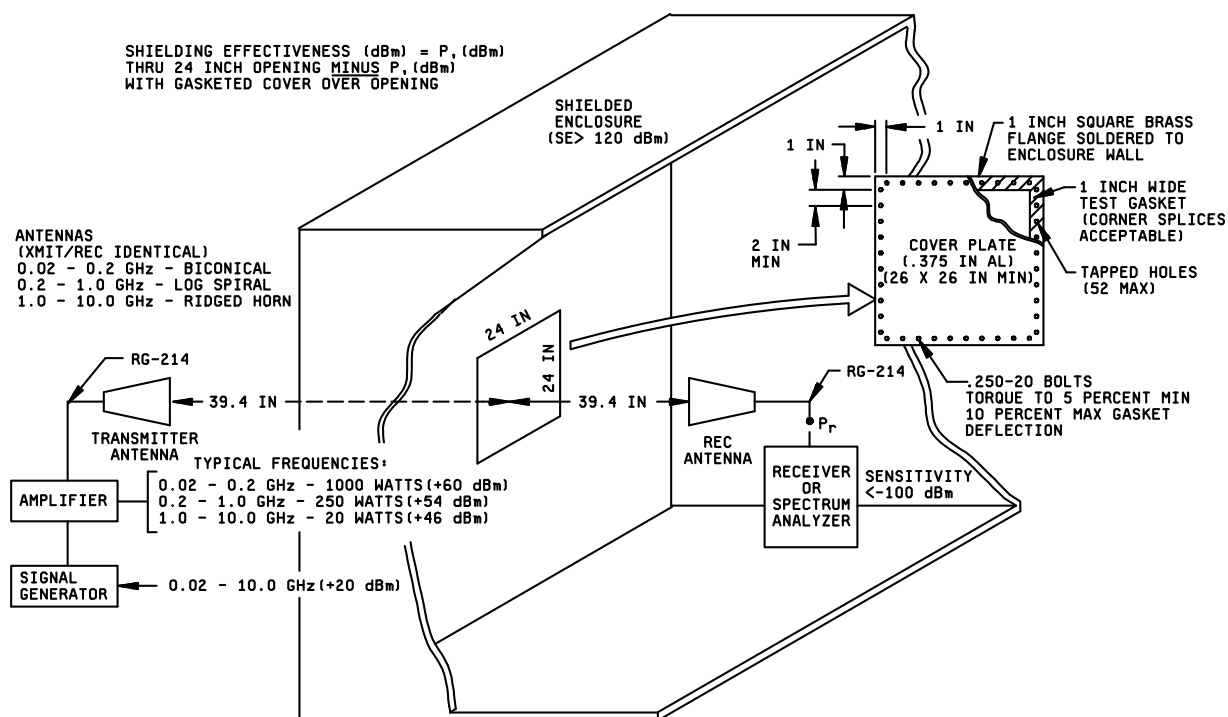 SHIELDING EFFECTIVENESS (dBm) = P, (dBm)
THRU 24 INCH OPENING MINUS P, (dBm)
WITH GASKETED COVER OVER OPENING
SHIELDED
ENCLOSURE
(SE> 120 dBm)
1 IN
1 IN
2 IN
MIN
1 INCH SQUARE BRASS
FLANGE SOLDERED TO
ENCLOSURE WALL
1 INCH WIDE
TEST GASKET
(CORNER SPLICES
ACCEPTABLE)
COVER PLATE
(.375 IN AL)
(26 X 26 IN MIN)
TAPPED HOLES
(52 MAX)
ANTENNAS
(XMIT/REC IDENTICAL)
0.02 - 0.2 GHz - BICONICAL
0.2 - 1.0 GHz - LOG SPIRAL
1.0 - 10.0 GHz - RIDGED HORN
24 IN
24 IN
RG-214
39.4 IN
39.4 IN
RG-214
.250-20 BOLTS
TORQUE TO 5 PERCENT MIN
10 PERCENT MAX GASKET
DEFLECTION
TRANSMITTER
ANTENNA
REC
ANTENNA
Pr
TYPICAL FREQUENCIES:
0.02 - 0.2 GHz - 1000 WATTS (+60 dBm)
0.2 - 1.0 GHz - 250 WATTS (+54 dBm)
1.0 - 10.0 GHz - 20 WATTS (+46 dBm)
AMPLIFIER
RECEIVER
OR
SPECTRUM
ANALYZER
SENSITIVITY
<-100 dBm
SIGNAL
GENERATOR
0.02 - 10.0 GHz (+20 dBm)